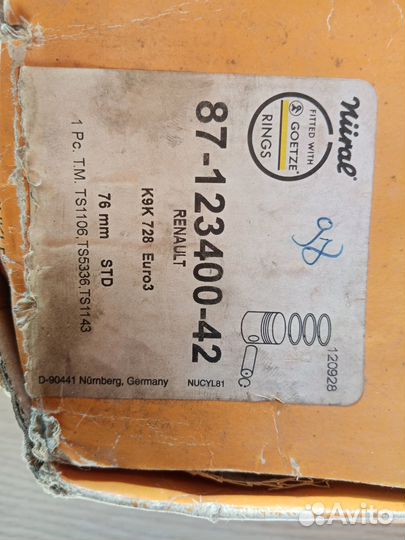 Nüral
FITTED WITH
GOETZE®
RINGS
87-123400-42
RENAULT
K9K 728 Euro3
76 mm STD
1 Pc. T.M. TS1106,TS5336.TS1143
120928
D-90441 Nürnberg, Germany
NUCYL81
Avito